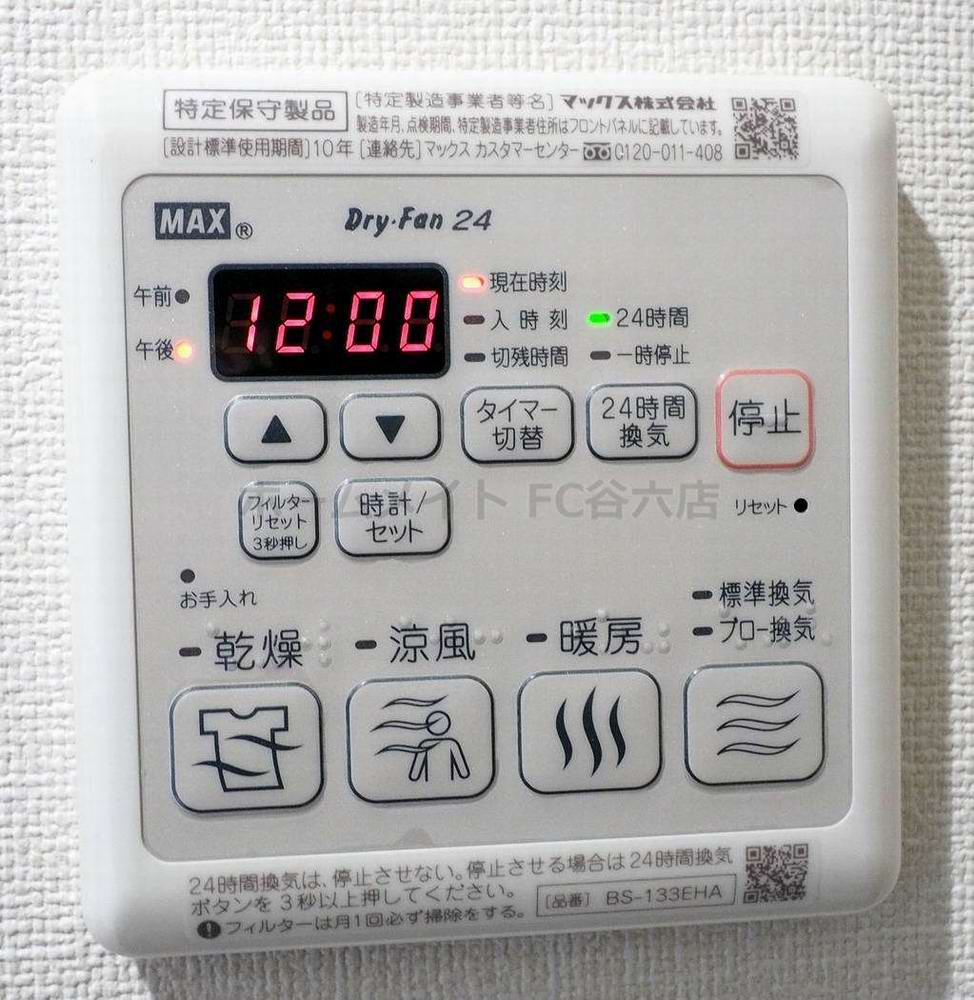 特定保守製品 [特定製造事業者等名] マックス株式会社
製造年月、点検期間、特定製造事業者住所はフロントパネルに記載しています。
[設計標準使用期間] 10年 [連絡先] マックス カスタマーセンター 0120-011-408
MAX® Dry・Fan 24
午前
午後
12:00
現在時刻
入時刻
24時間
切残時間
一時停止
▲
▼
タイマー
切替
24時間
換気
停止
フィルター
リセット
3秒押し
時計/
セット
リセット
ホームメイト FC谷六店
お手入れ
乾燥
涼風
暖房
標準換気
ブロー換気
24時間換気は、停止させない。停止させる場合は24時間換気
ボタンを3秒以上押してください。
[品番] BS-133EHA
フィルターは月1回必ず掃除をする。